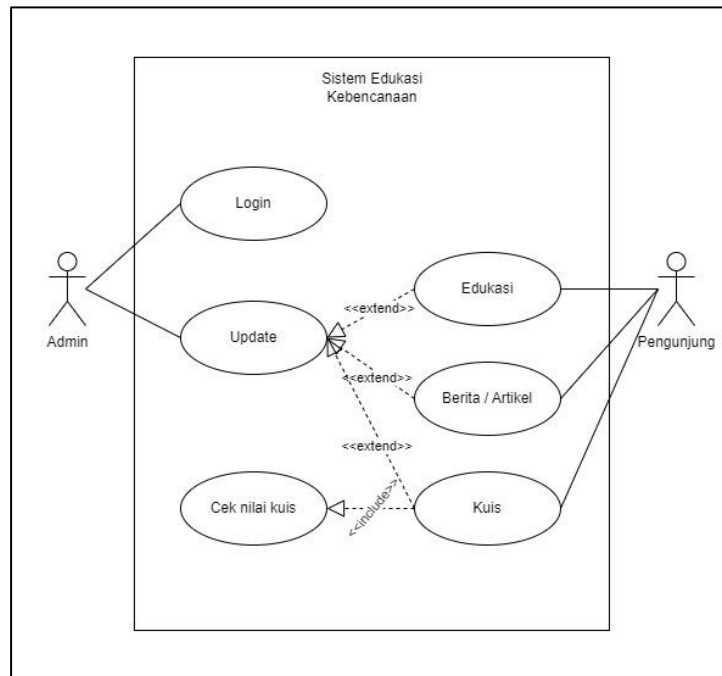 Sistem Edukasi
Kebencanaan
Login
Admin
Update
<<extend>>
Edukasi
Pengunjung
<<extend>>
Berita / Artikel
<<extend>>
Cek nilai kuis
<<include>>
Kuis